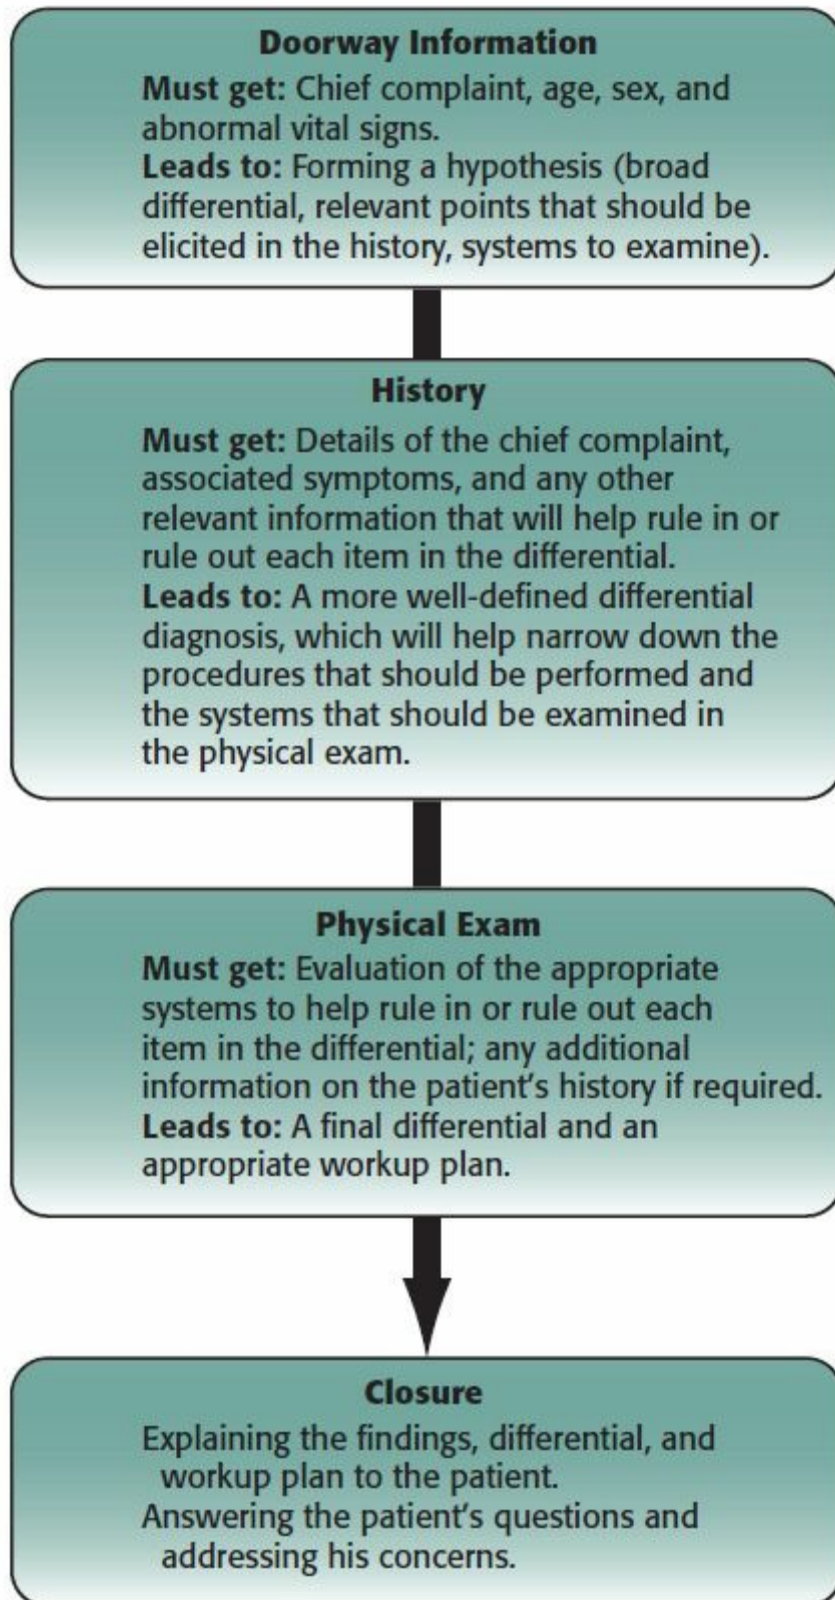 Doorway Information
Must get: Chief complaint, age, sex, and
abnormal vital signs.
Leads to: Forming a hypothesis (broad
differential, relevant points that should be
elicited in the history, systems to examine).
History
Must get: Details of the chief complaint,
associated symptoms, and any other
relevant information that will help rule in or
rule out each item in the differential.
Leads to: A more well-defined differential
diagnosis, which will help narrow down the
procedures that should be performed and
the systems that should be examined in
the physical exam.
Physical Exam
Must get: Evaluation of the appropriate
systems to help rule in or rule out each
item in the differential; any additional
information on the patient's history if required.
Leads to: A final differential and an
appropriate workup plan.
Closure
Explaining the findings, differential, and
workup plan to the patient.
Answering the patient's questions and
addressing his concerns.